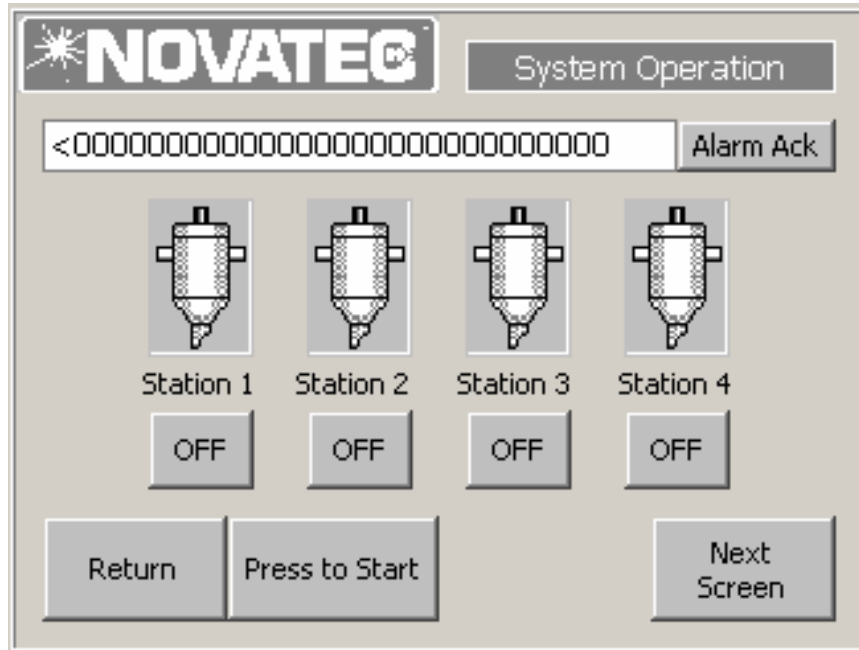 NOVATEC
System Operation
<0000000000000000000000000000000000000000
Alarm Ack
Station 1 Station 2 Station 3 Station 4
OFF OFF OFF OFF
Return Press to Start Next
Screen